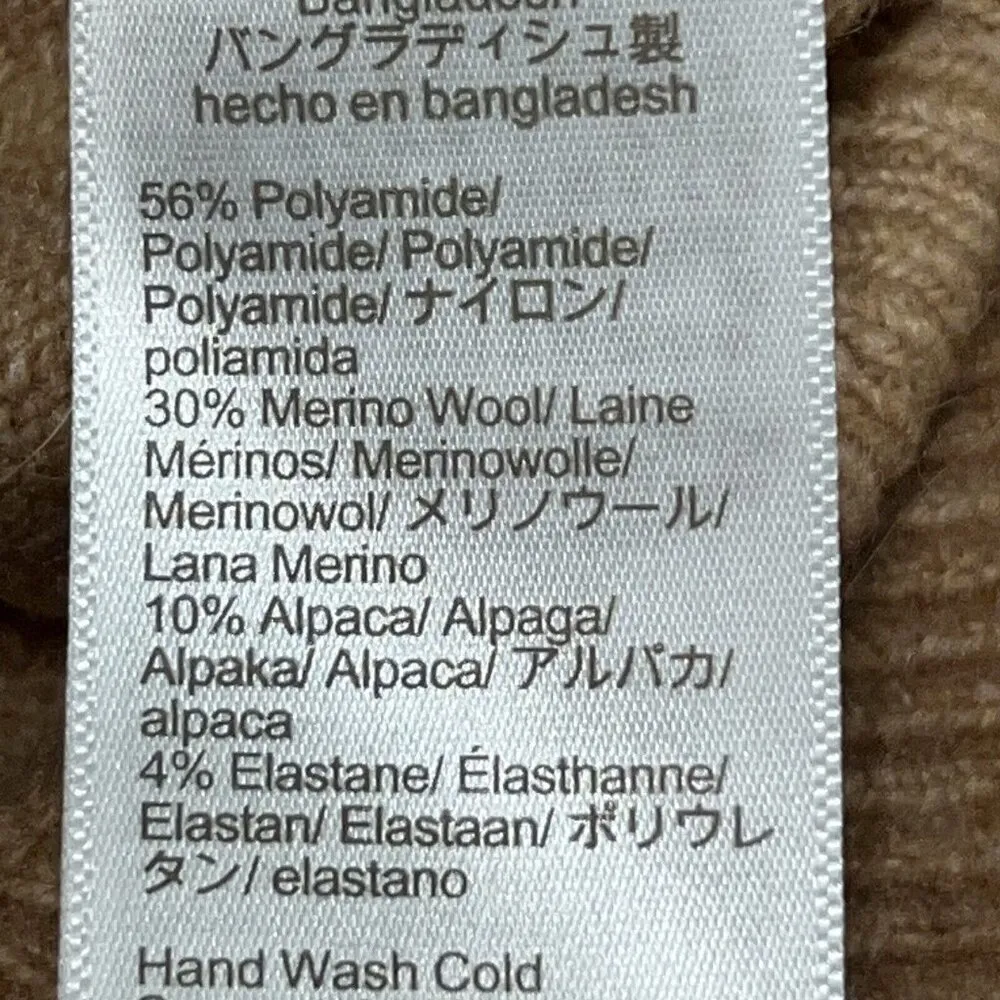 Bangladesh
バングラディシュ製
hecho en bangladesh
56% Polyamide/
Polyamide/ Polyamide/
Polyamide/ ナイロン/
poliamida
30% Merino Wool/ Laine
Mérinos/ Merinowolle/
Merinowol/ メリノウール/
Lana Merino
10% Alpaca/ Alpaga/
Alpaka/ Alpaca/ アルパカ/
alpaca
4% Elastane/ Élasthanne/
Elastan/ Elastaan/ ポリウレ
タン/ elastano
Hand Wash Cold